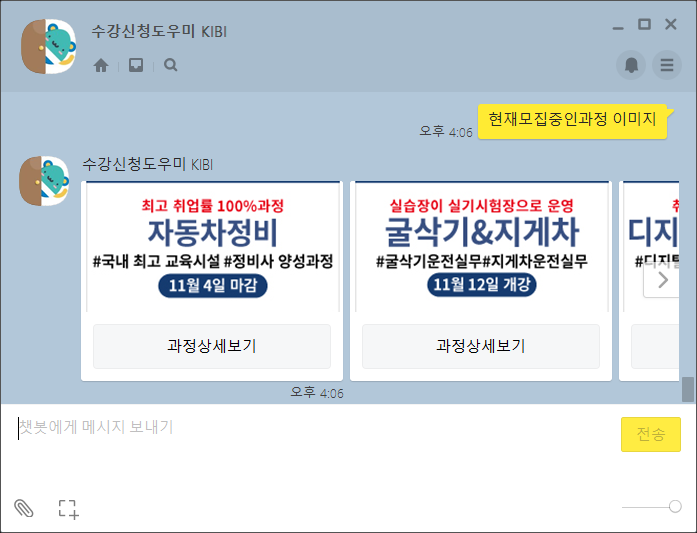 수강신청도우미 KIBI
현재모집중인과정 이미지
오후 4:06
수강신청도우미 KIBI
최고 취업률 100%과정
자동차정비
#국내 최고 교육시설 #정비사 양성과정
11월 4일 마감
과정상세보기
실습장이 실기시험장으로 운영
굴삭기&지게차
#굴삭기운전실무#지게차운전실무
11월 12일 개강
과정상세보기
디지
#디지털
오후 4:06
챗봇에게 메시지 보내기
전송